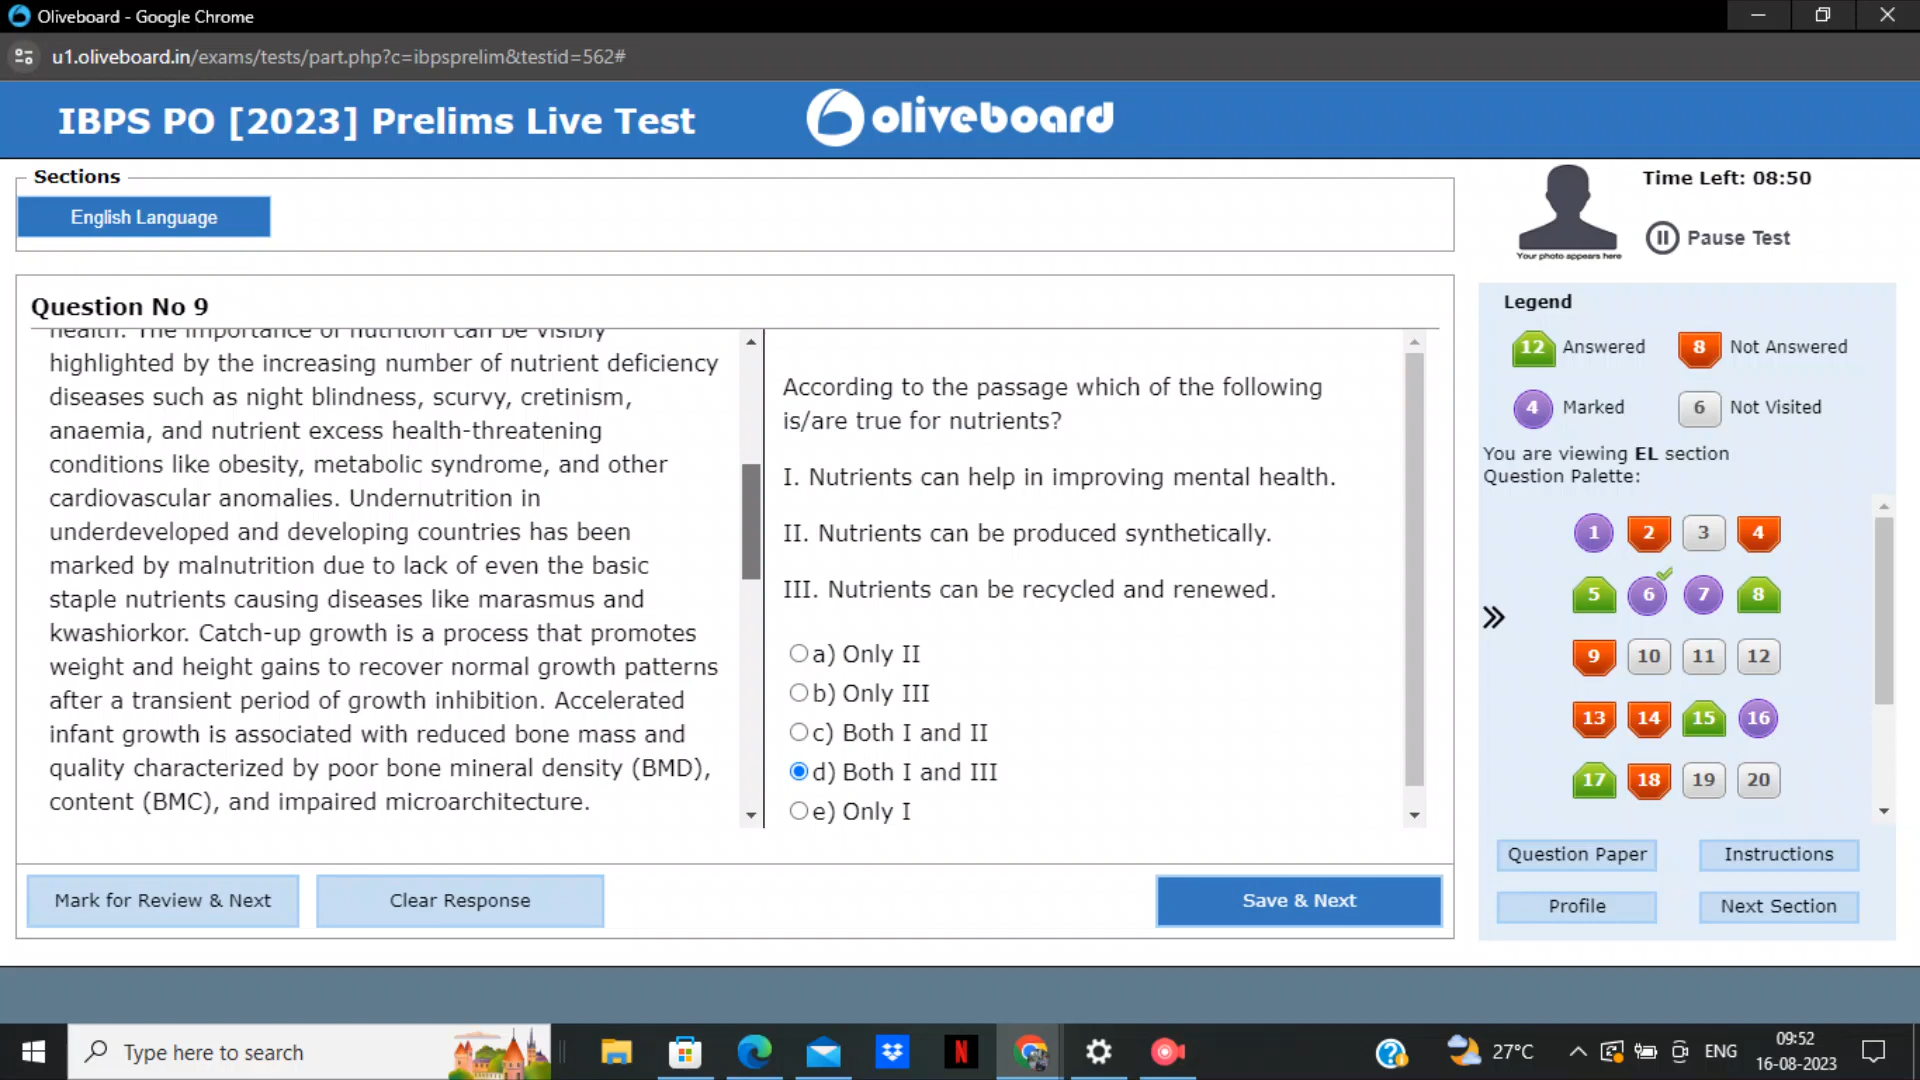 Oliveboard - Google Chrome
u1.oliveboard.in/exams/tests/part.php?c=ibpsprelim&testid=562#
IBPS PO [2023] Prelims Live Test
oliveboard
Sections
English Language
Your photo appears here
Time Left: 08:50
Pause Test
Question No 9
health. The importance of nutrition can be visibly
highlighted by the increasing number of nutrient deficiency
diseases such as night blindness, scurvy, cretinism,
anaemia, and nutrient excess health-threatening
conditions like obesity, metabolic syndrome, and other
cardiovascular anomalies. Undernutrition in
underdeveloped and developing countries has been
marked by malnutrition due to lack of even the basic
staple nutrients causing diseases like marasmus and
kwashiorkor. Catch-up growth is a process that promotes
weight and height gains to recover normal growth patterns
after a transient period of growth inhibition. Accelerated
infant growth is associated with reduced bone mass and
quality characterized by poor bone mineral density (BMD),
content (BMC), and impaired microarchitecture.
According to the passage which of the following
is/are true for nutrients?
I. Nutrients can help in improving mental health.
II. Nutrients can be produced synthetically.
III. Nutrients can be recycled and renewed.
a) Only II
b) Only III
c) Both I and II
d) Both I and III
e) Only I
Mark for Review & Next
Clear Response
Save & Next
Legend
12 Answered
8 Not Answered
4 Marked
6 Not Visited
You are viewing EL section
Question Palette:
1 2 3 4
5 6 7 8
9 10 11 12
13 14 15 16
17 18 19 20
Question Paper
Instructions
Profile
Next Section
Type here to search
27°C
ENG
09:52
16-08-2023